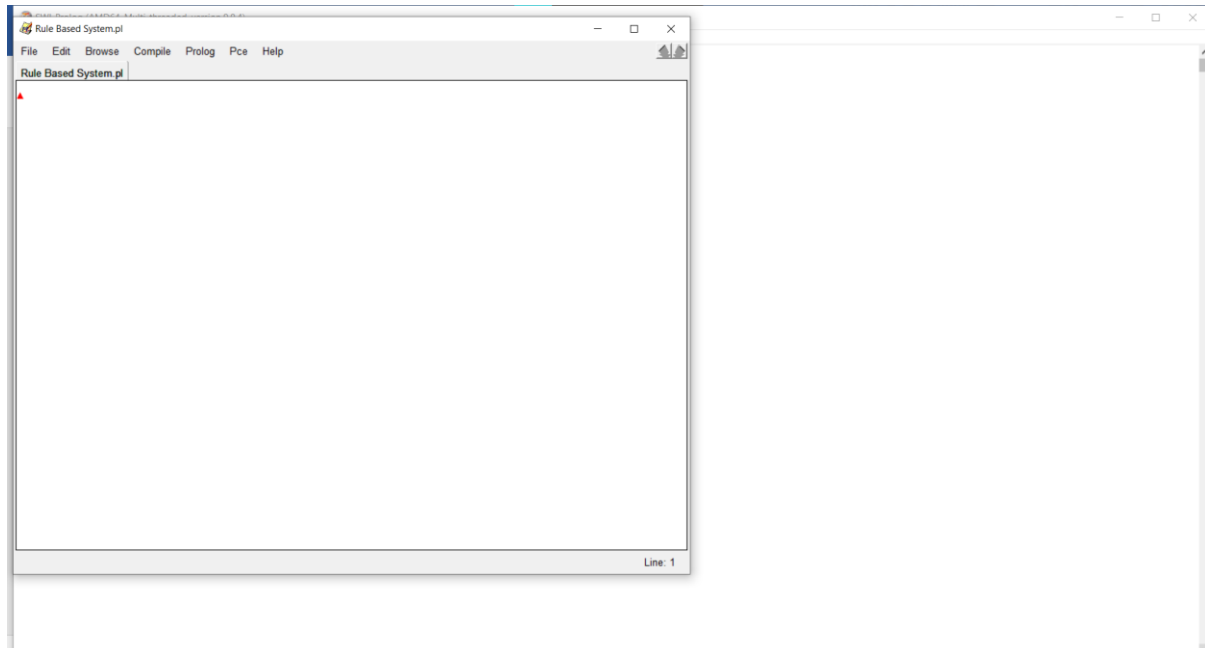 Rule Based System.pl
File Edit Browse Compile Prolog Pce Help
Rule Based System.pl
Line: 1